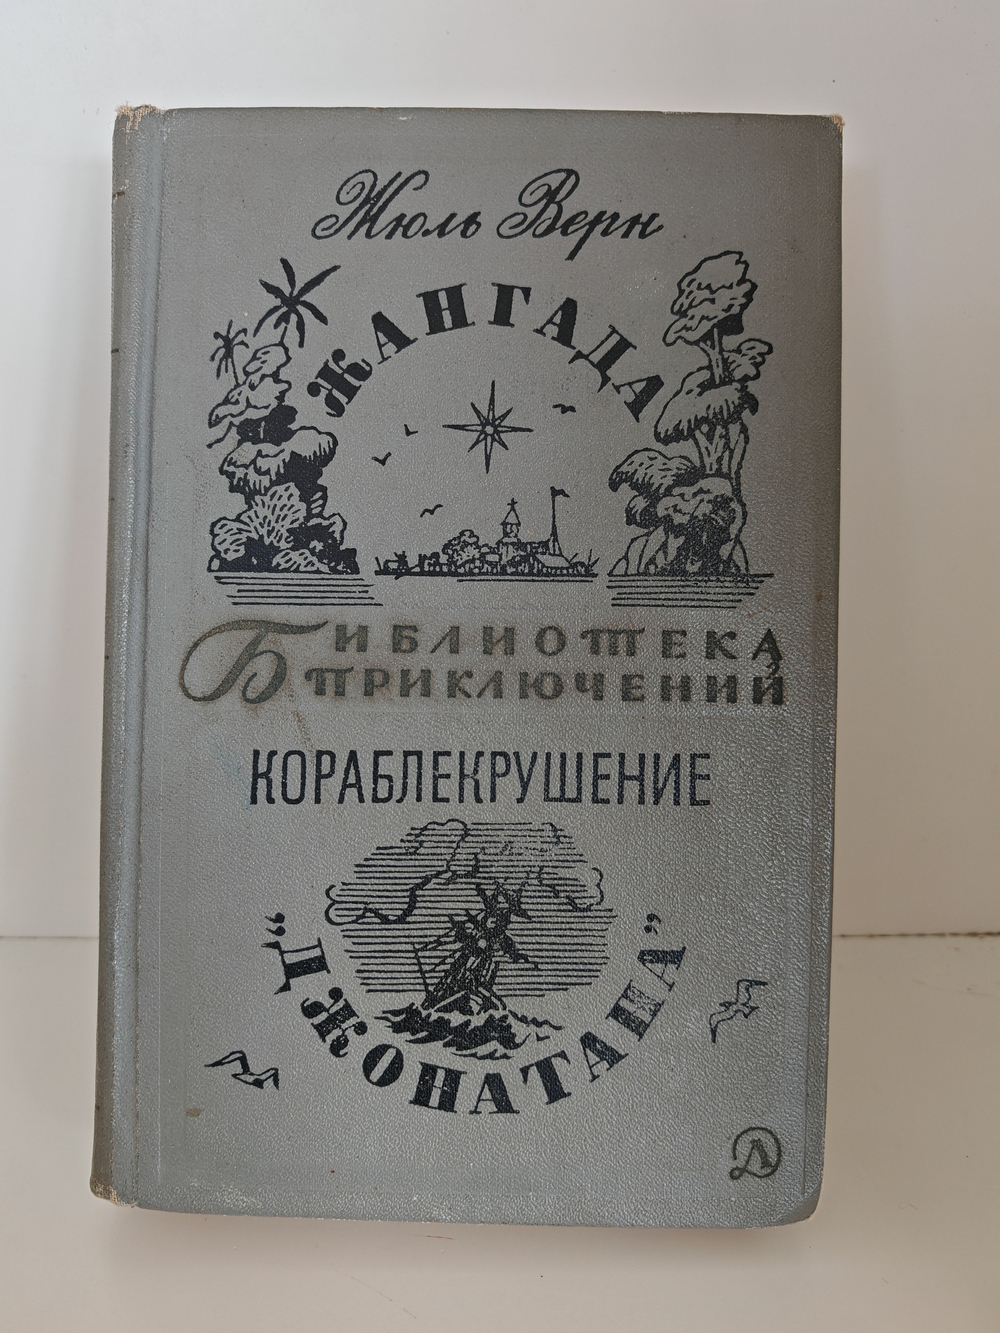 Жюль Верн
ЖАНГАДА
БИБЛИОТЕКА
ПРИКЛЮЧЕНИЙ
КОРАБЛЕКРУШЕНИЕ
„ДЖОНАТАНА”